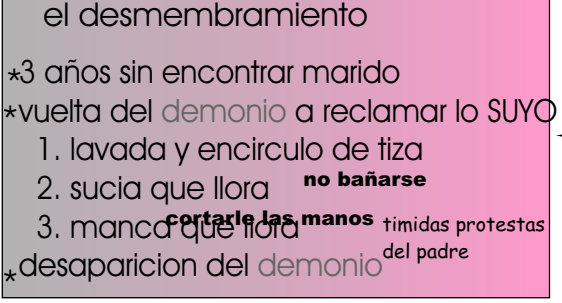 el desmembramiento
*3 años sin encontrar marido
*vuelta del demonio a reclamar lo SUYO
1. lavada y encirculo de tiza
2. sucia que llora no bañarse
3. manca que llora cortarle las manos timidas protestas
del padre
*desaparicion del demonio